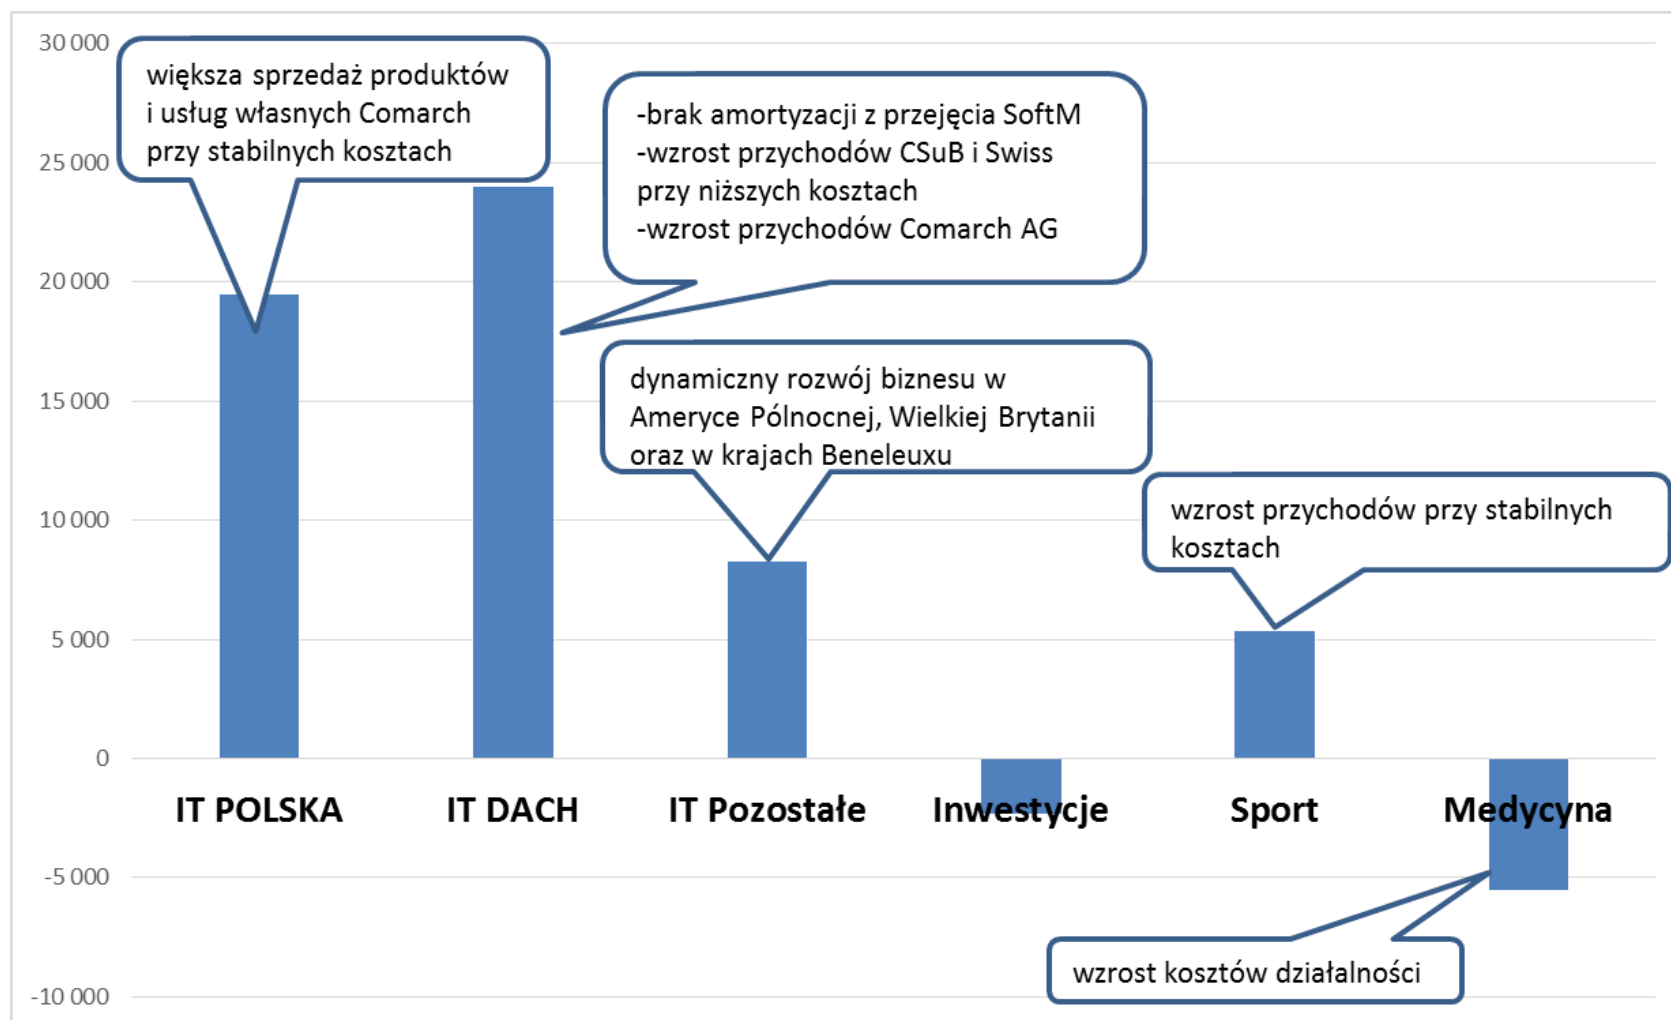 30 000
większa sprzedaż produktów
i usług własnych Comarch
przy stabilnych kosztach
-brak amortyzacji z przejęcia SoftM
-wzrost przychodów CSuB i Swiss
przy niższych kosztach
-wzrost przychodów Comarch AG
25 000
20 000
15 000
dynamiczny rozwój biznesu w
Ameryce Pólnocnej, Wielkiej Brytanii
oraz w krajach Beneleuxu
10 000
wzrost przychodów przy stabilnych
kosztach
5 000
0
IT POLSKA IT DACH IT Pozostałe Inwestycje Sport Medycyna
-5 000
wzrost kosztów działalności
-10 000